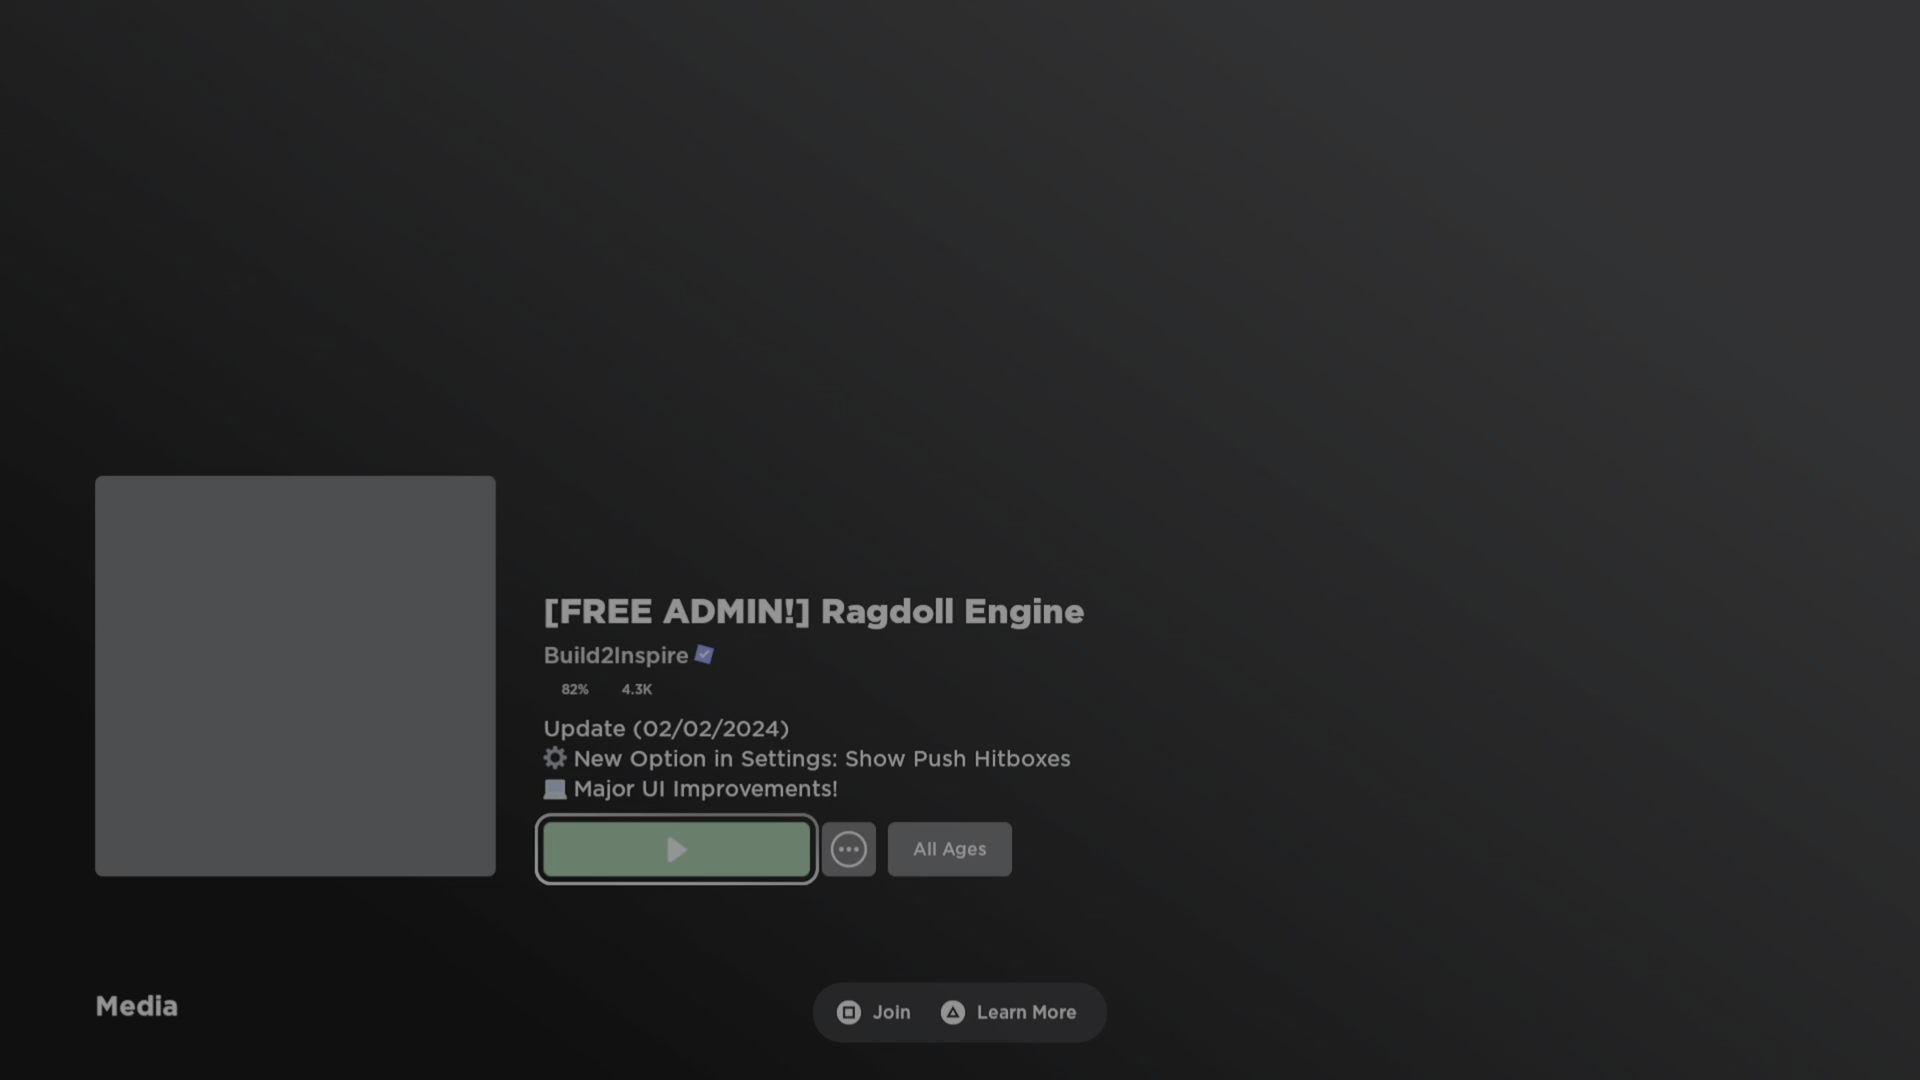 [FREE ADMIN!] Ragdoll Engine
Build2Inspire
82% 4.3K
Update (02/02/2024)
⚙️ New Option in Settings: Show Push Hitboxes
💻 Major UI Improvements!
All Ages
Media
Join Learn More